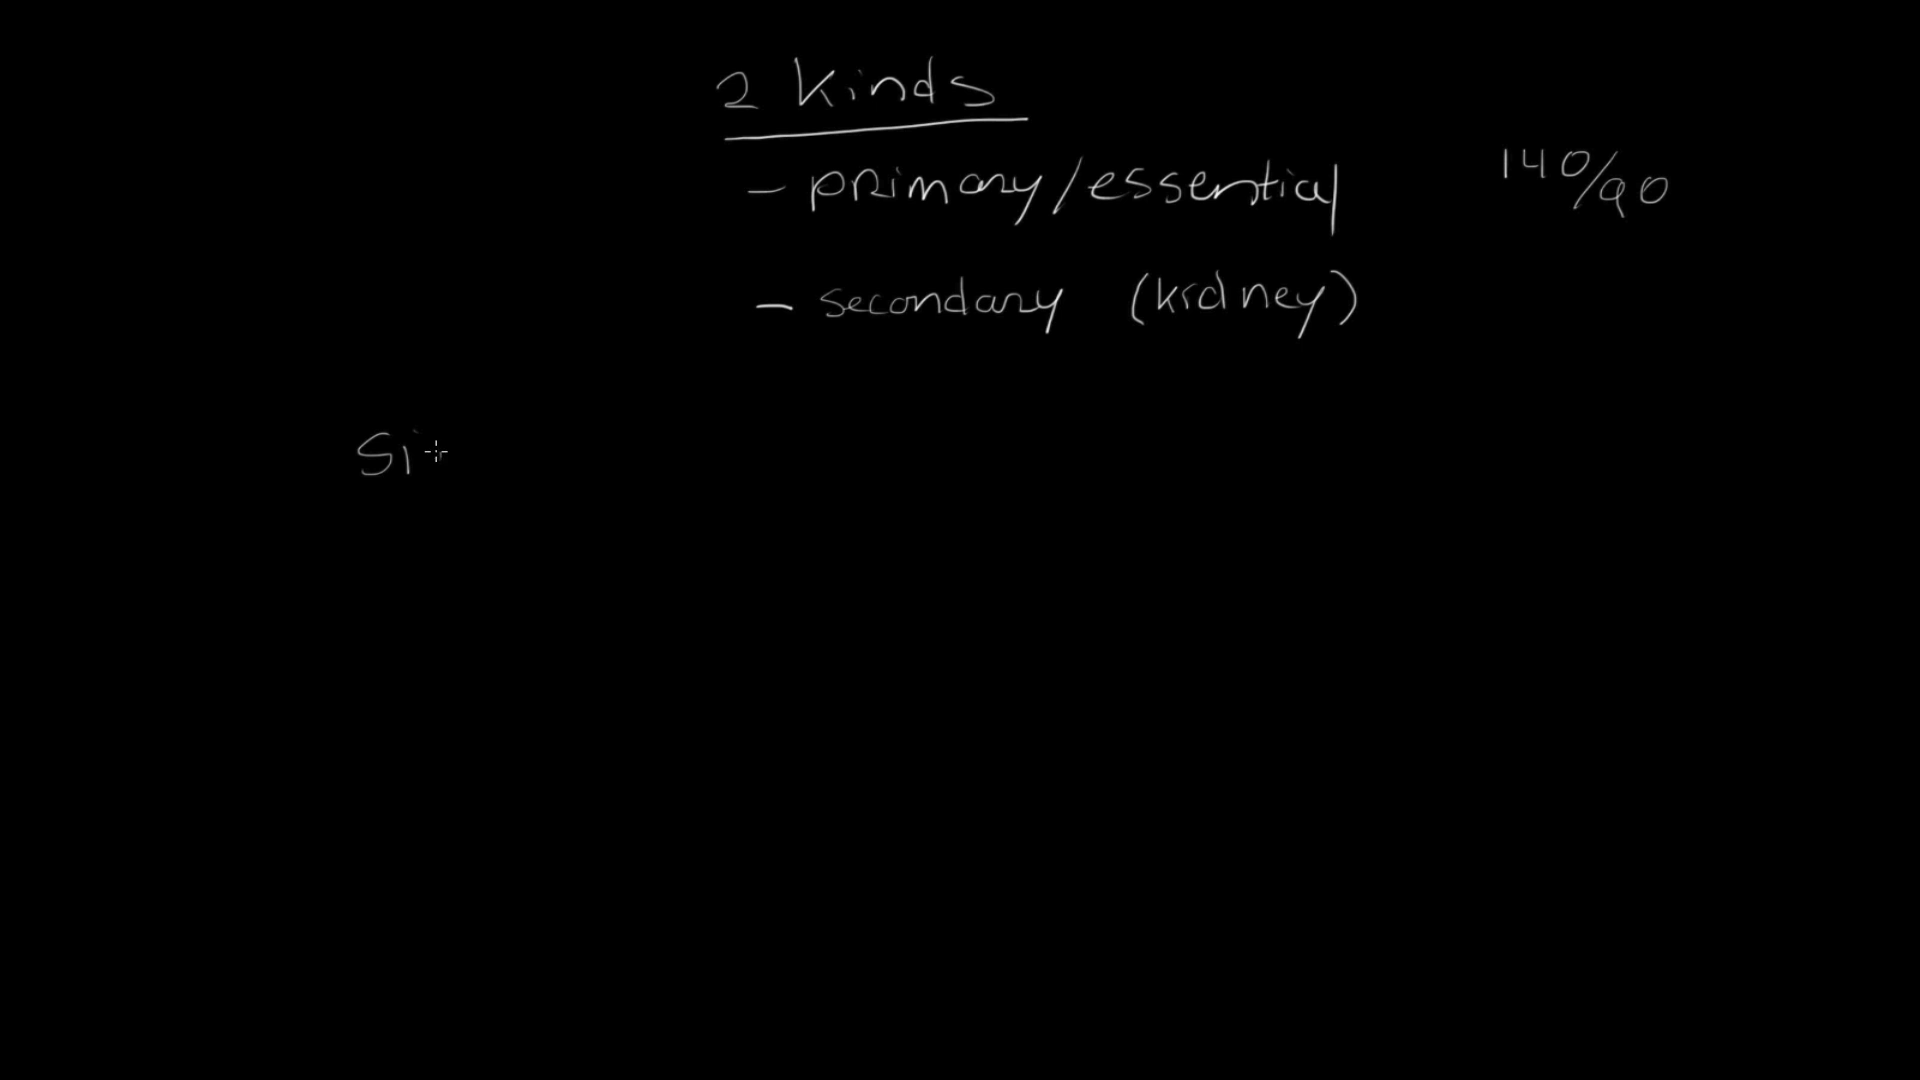 2 kinds
- primary/essential 140/90
- secondary (kidney)
Si